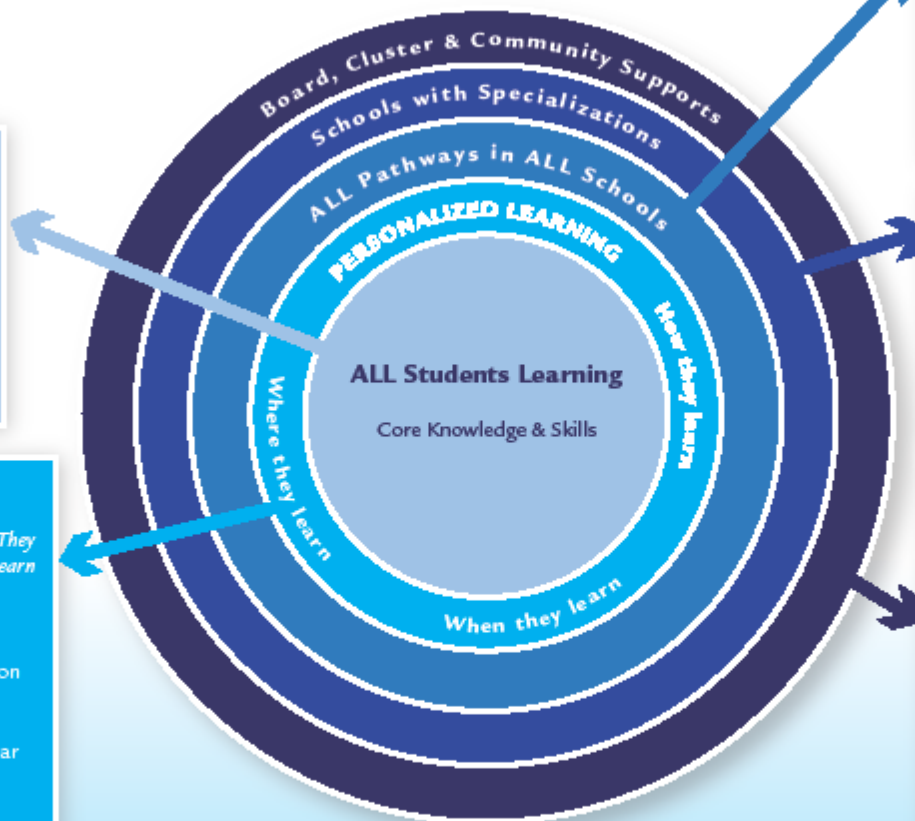 Board, Cluster & Community Supports
Schools with Specializations
ALL Pathways in ALL Schools
PERSONALIZED LEARNING
How they learn
ALL Students Learning
Core Knowledge & Skills
Where they learn
When they learn
They
earn
on
ar